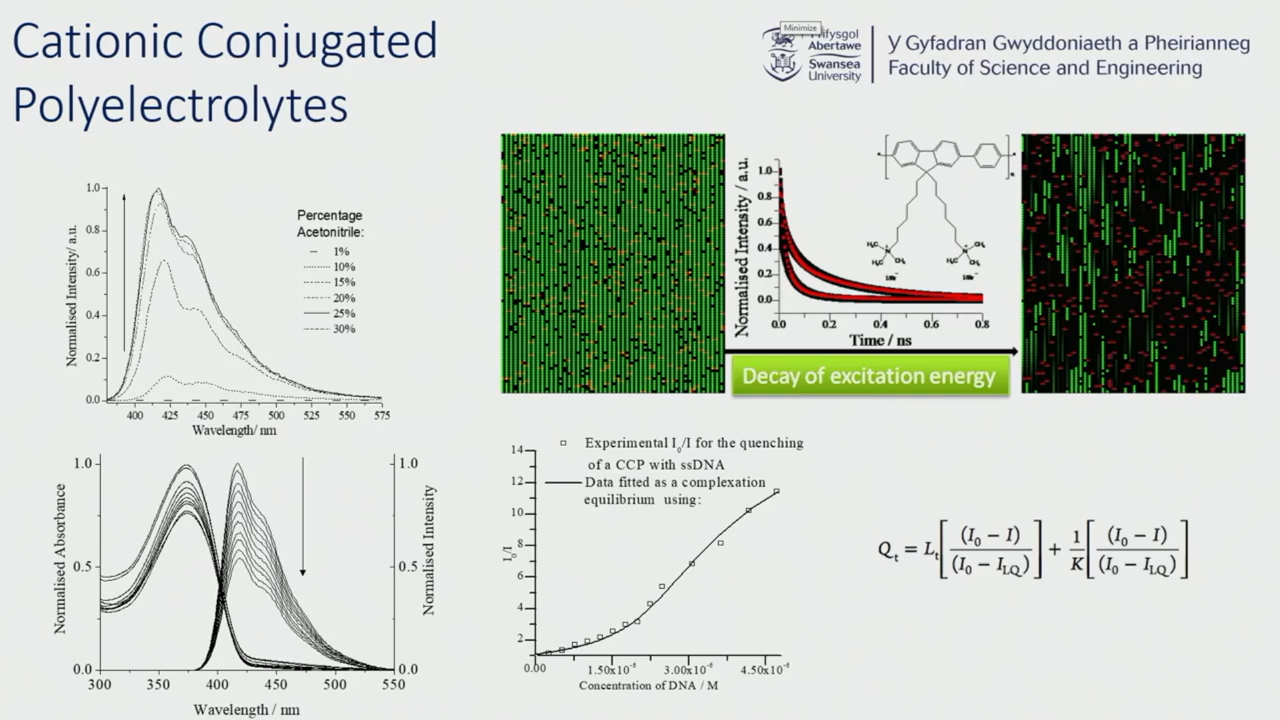 Cationic Conjugated
Polyelectrolytes
Minimize
Abertawe
Swansea
University
Y Gyfadran Gwyddoniaeth a Pheirianneg
Faculty of Science and Engineering
Normalised Intensity/ a.u.
1.0
0.8
0.6
0.4
0.2
0.0
400 425 450 475 500 525 550 575
Wavelength/ nm
Percentage
Acetonitrile:
1%
10%
15%
20%
25%
30%
Normalised Intensity / a.u.
1.0
0.8
0.6
0.4
0.2
0.0
0.0 0.2 0.4 0.6 0.8
Time / ns
Decay of excitation energy
Normalised Absorbance
1.0
0.5
0.0
1.0
0.5
0.0
Normalised Intensity
300 350 400 450 500 550
Wavelength / nm
Experimental I₀/I for the quenching
of a CCP with ssDNA
Data fitted as a complexation
equilibrium using:
I₀/I
14
12
10
8
6
4
2
0.00 1.50x10⁻⁶ 3.00x10⁻⁶ 4.50x10⁻⁶
Concentration of DNA / M
Qₜ = Lₜ[(I₀ − I)/(I₀ − I_LQ)] + 1/K[(I₀ − I)/(I₀ − I_LQ)]